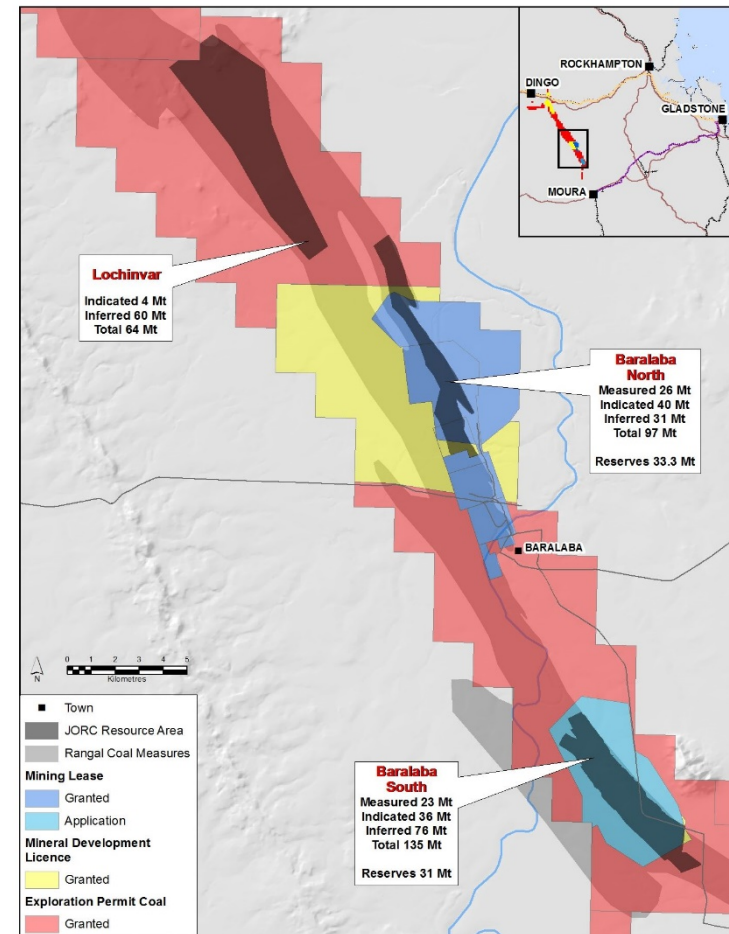 ROCKHAMPTON
DINGO
GLADSTONE
MOURA
Lochinvar
Indicated 4 Mt
Inferred 60 Mt
Total 64 Mt
Baralaba
North
Measured 26 Mt
Indicated 40 Mt
Inferred 31 Mt
Total 97 Mt
Reserves 33.3 Mt
BARALABA
0 1 2 3 4 5
Kilometres
N
Town
JORC Resource Area
Rangal Coal Measures
Mining Lease
Granted
Application
Mineral Development
Licence
Granted
Exploration Permit Coal
Granted
Baralaba
South
Measured 23 Mt
Indicated 36 Mt
Inferred 76 Mt
Total 135 Mt
Reserves 31 Mt